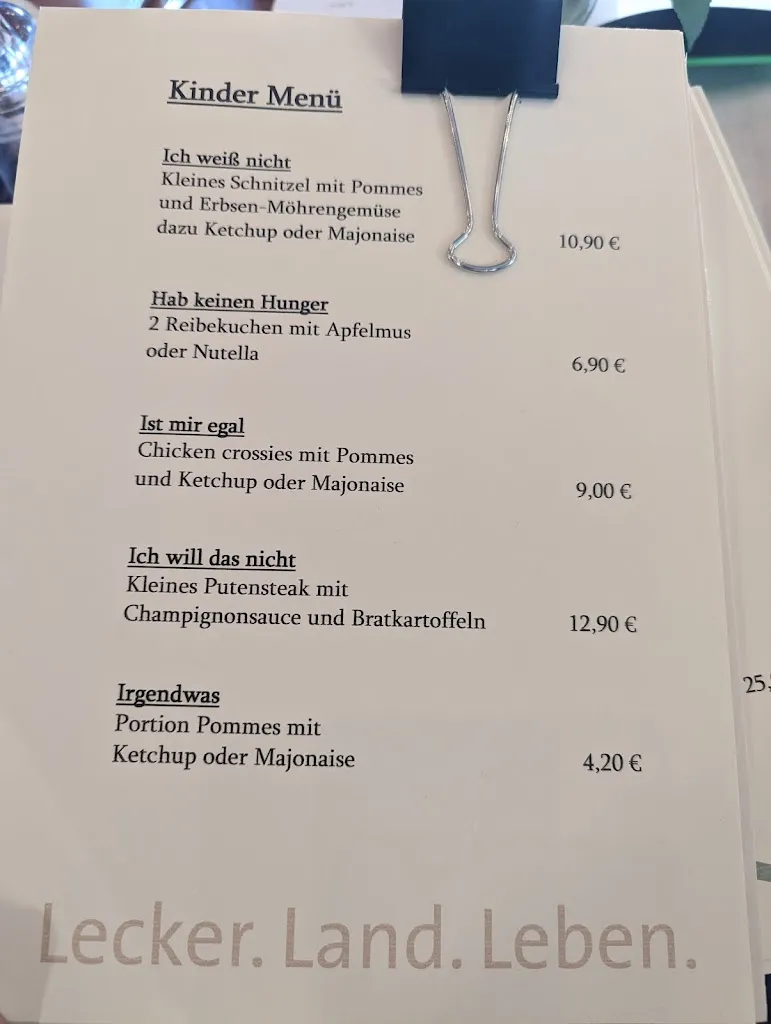 Kinder Menü
Ich weiß nicht
Kleines Schnitzel mit Pommes
und Erbsen-Möhrengemüse
dazu Ketchup oder Majonaise 10,90 €
Hab keinen Hunger
2 Reibekuchen mit Apfelmus
oder Nutella 6,90 €
Ist mir egal
Chicken crossies mit Pommes
und Ketchup oder Majonaise 9,00 €
Ich will das nicht
Kleines Putensteak mit
Champignonsauce und Bratkartoffeln 12,90 €
Irgendwas
Portion Pommes mit
Ketchup oder Majonaise 4,20 €
Lecker. Land. Leben.